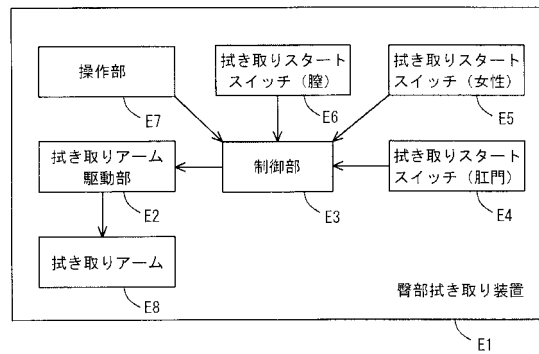 操作部
E7
拭き取りスタート
スイッチ（膣）
E6
拭き取りスタート
スイッチ（女性）
E5
拭き取りアーム
駆動部
E2
制御部
E3
拭き取りスタート
スイッチ（肛門）
E4
拭き取りアーム
E8
臀部拭き取り装置
E1